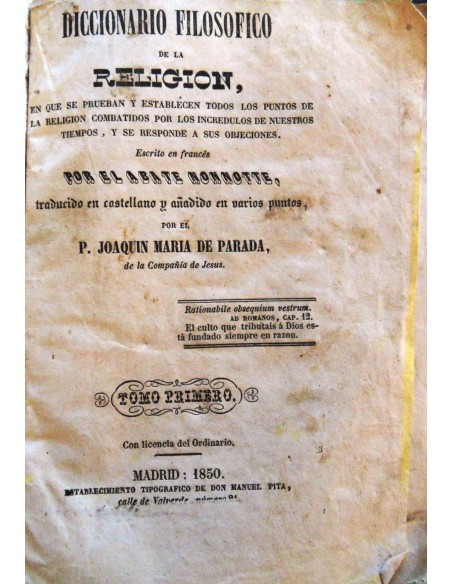 DICCIONARIO FILOSOFICO
DE LA
RELIGION,
EN QUE SE PRUEBAN Y ESTABLECEN TODOS LOS PUNTOS DE
LA RELIGION COMBATIDOS POR LOS INCREDULOS DE NUESTROS
TIEMPOS, Y SE RESPONDE A SUS OBJECIONES.
Escrito en francés
POR EL ABATE NONNOTTE,
traducido en castellano y añadido en varios puntos,
POR EL
P. JOAQUIN MARIA DE PARADA,
de la Compañía de Jesus.
Rationabile obsequium vestrum.
AD ROMANOS, CAP. 12.
El culto que tributais á Dios es-
tá fundado siempre en razon.
TOMO PRIMERO.
Con licencia del Ordinario.
MADRID: 1850.
ESTABLECIMIENTO TIPOGRAFICO DE DON MANUEL PITA,
calle de Valverde, número